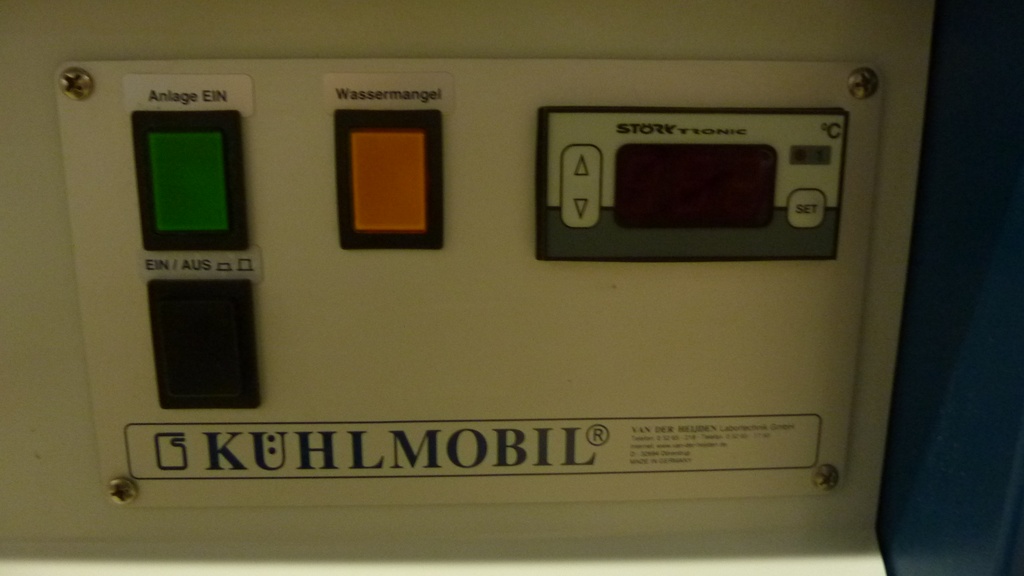 Anlage EIN
Wassermangel
STÖRK TRONIC
°C
SET
EIN / AUS
KÜHLMOBIL®
VAN DER HEIJDEN Labortechnik GmbH
MADE IN GERMANY